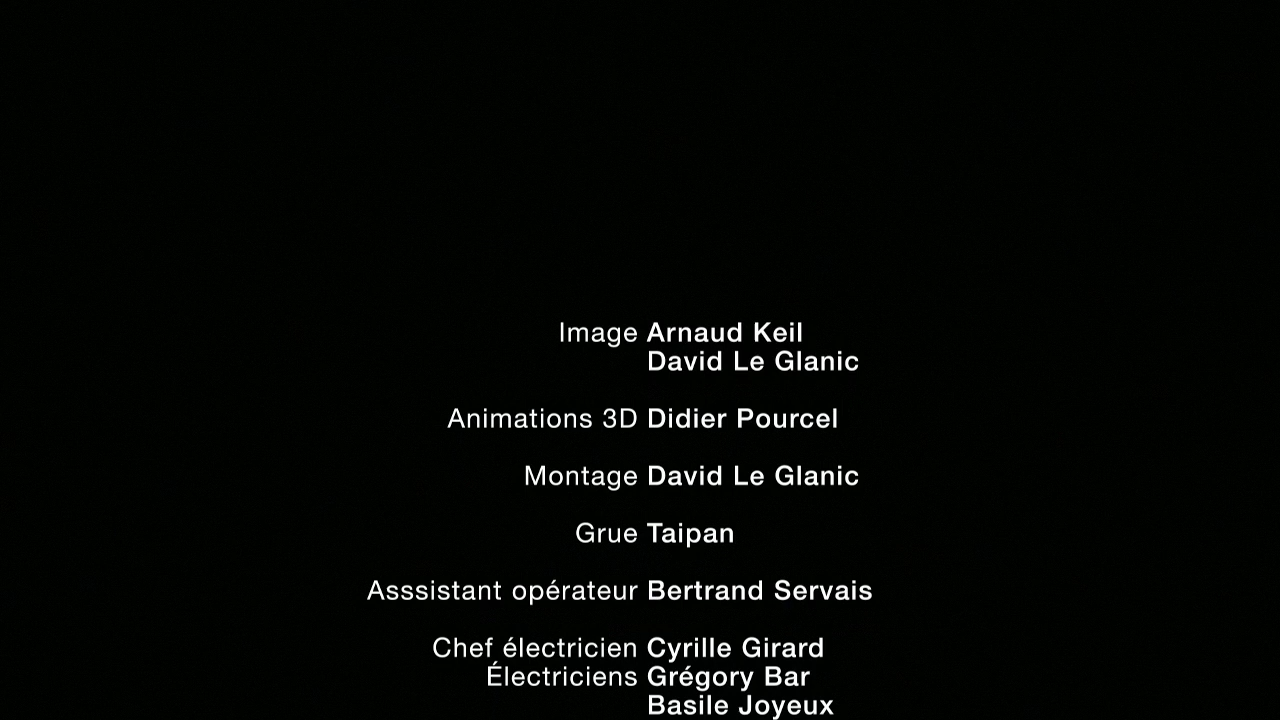 Image Arnaud Keil
David Le Glanic
Animations 3D Didier Pourcel
Montage David Le Glanic
Grue Taipan
Asssistant opérateur Bertrand Servais
Chef électricien Cyrille Girard
Électriciens Grégory Bar
Basile Joyeux